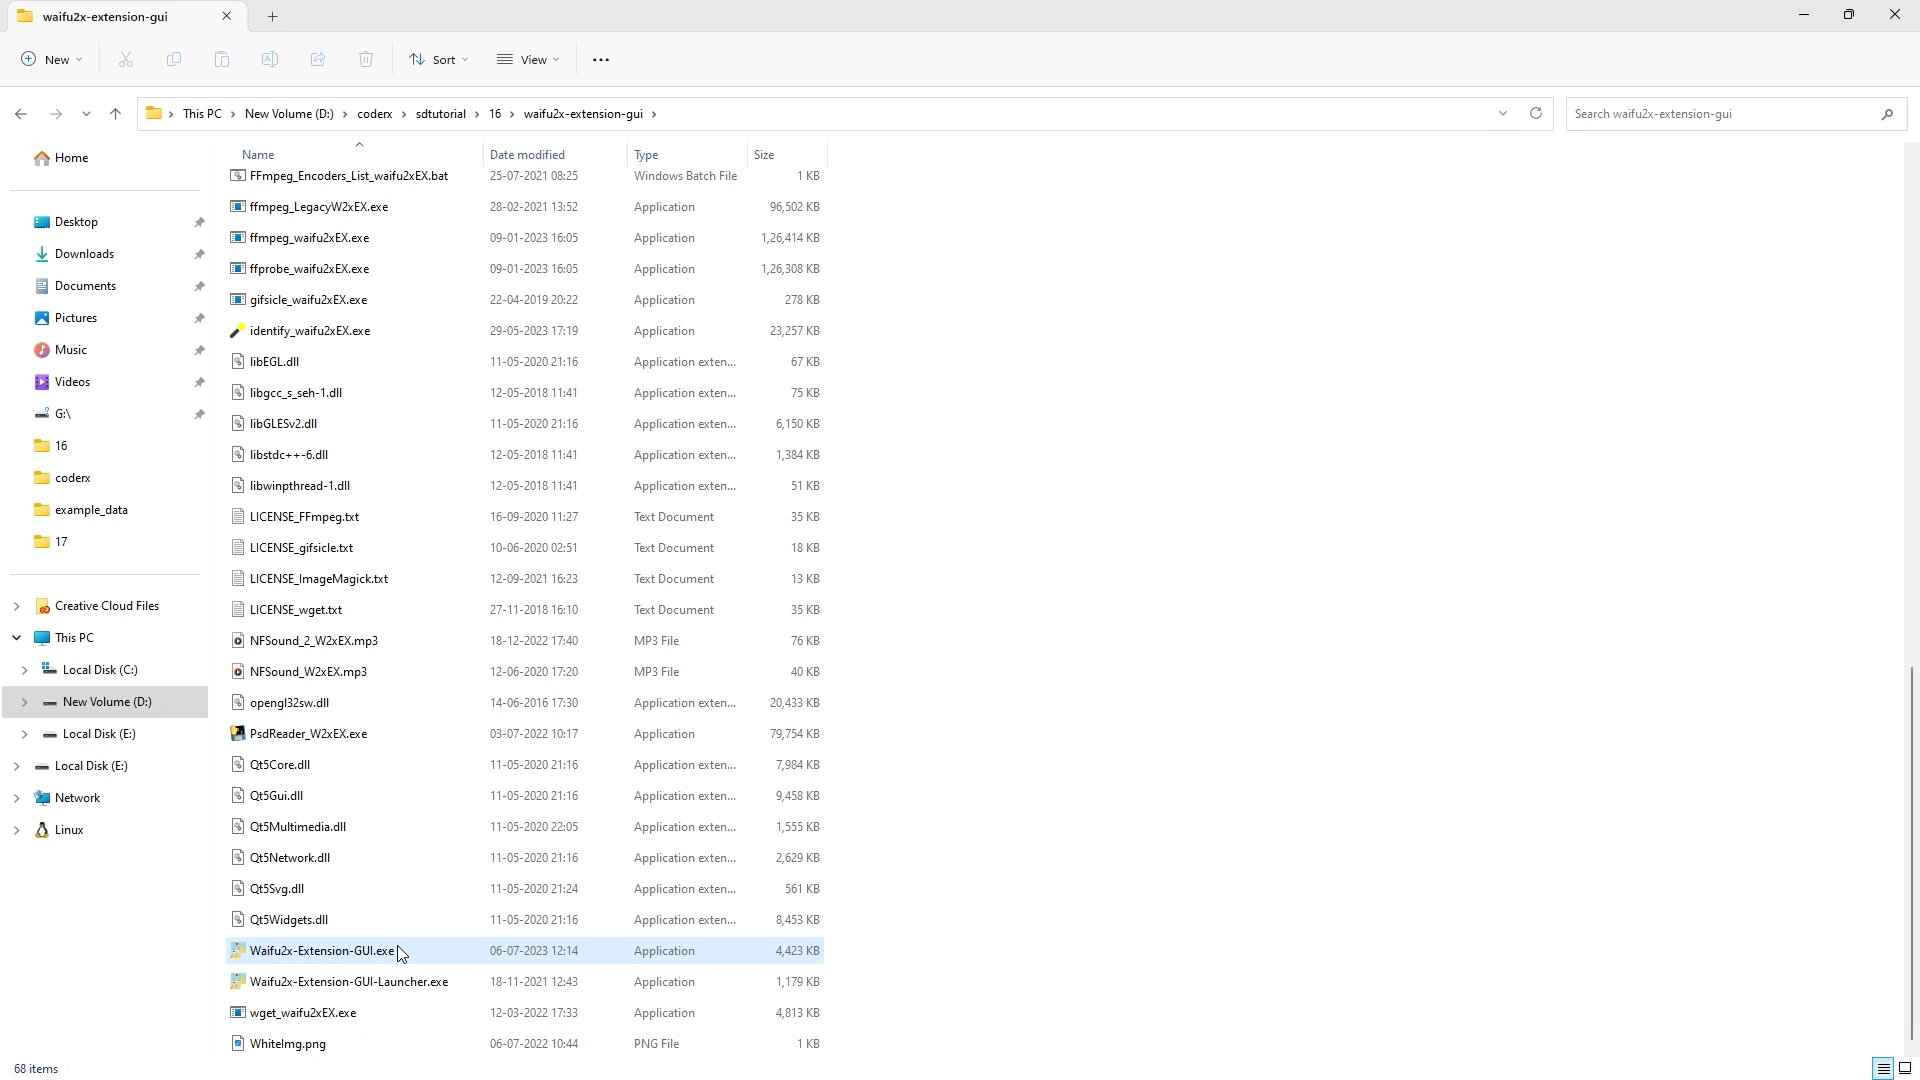 waifu2x-extension-gui
New Sort View
This PC New Volume (D:) coderx sdtutorial 16 waifu2x-extension-gui Search waifu2x-extension-gui
Home
Desktop
Downloads
Documents
Pictures
Music
Videos
G:\
16
coderx
example_data
17
Creative Cloud Files
This PC
Local Disk (C:)
New Volume (D:)
Local Disk (E:)
Local Disk (E:)
Network
Linux
Name Date modified Type Size
FFmpeg_Encoders_List_waifu2xEX.bat 25-07-2021 08:25 Windows Batch File 1 KB
ffmpeg_LegacyW2xEX.exe 28-02-2021 13:52 Application 96,502 KB
ffmpeg_waifu2xEX.exe 09-01-2023 16:05 Application 1,26,414 KB
ffprobe_waifu2xEX.exe 09-01-2023 16:05 Application 1,26,308 KB
gifsicle_waifu2xEX.exe 22-04-2019 20:22 Application 278 KB
identify_waifu2xEX.exe 29-05-2023 17:19 Application 23,257 KB
libEGL.dll 11-05-2020 21:16 Application exten... 67 KB
libgcc_s_seh-1.dll 12-05-2018 11:41 Application exten... 75 KB
libGLESv2.dll 11-05-2020 21:16 Application exten... 6,150 KB
libstdc++-6.dll 12-05-2018 11:41 Application exten... 1,384 KB
libwinpthread-1.dll 12-05-2018 11:41 Application exten... 51 KB
LICENSE_FFmpeg.txt 16-09-2020 11:27 Text Document 35 KB
LICENSE_gifsicle.txt 10-06-2020 02:51 Text Document 18 KB
LICENSE_ImageMagick.txt 12-09-2021 16:23 Text Document 13 KB
LICENSE_wget.txt 27-11-2018 16:10 Text Document 35 KB
NFSound_2_W2xEX.mp3 18-12-2022 17:40 MP3 File 76 KB
NFSound_W2xEX.mp3 12-06-2020 17:20 MP3 File 40 KB
opengl32sw.dll 14-06-2016 17:30 Application exten... 20,433 KB
PsdReader_W2xEX.exe 03-07-2022 10:17 Application 79,754 KB
Qt5Core.dll 11-05-2020 21:16 Application exten... 7,984 KB
Qt5Gui.dll 11-05-2020 21:16 Application exten... 9,458 KB
Qt5Multimedia.dll 11-05-2020 22:05 Application exten... 1,555 KB
Qt5Network.dll 11-05-2020 21:16 Application exten... 2,629 KB
Qt5Svg.dll 11-05-2020 21:24 Application exten... 561 KB
Qt5Widgets.dll 11-05-2020 21:16 Application exten... 8,453 KB
Waifu2x-Extension-GUI.exe 06-07-2023 12:14 Application 4,423 KB
Waifu2x-Extension-GUI-Launcher.exe 18-11-2021 12:43 Application 1,179 KB
wget_waifu2xEX.exe 12-03-2022 17:33 Application 4,813 KB
WhiteImg.png 06-07-2022 10:44 PNG File 1 KB
68 items